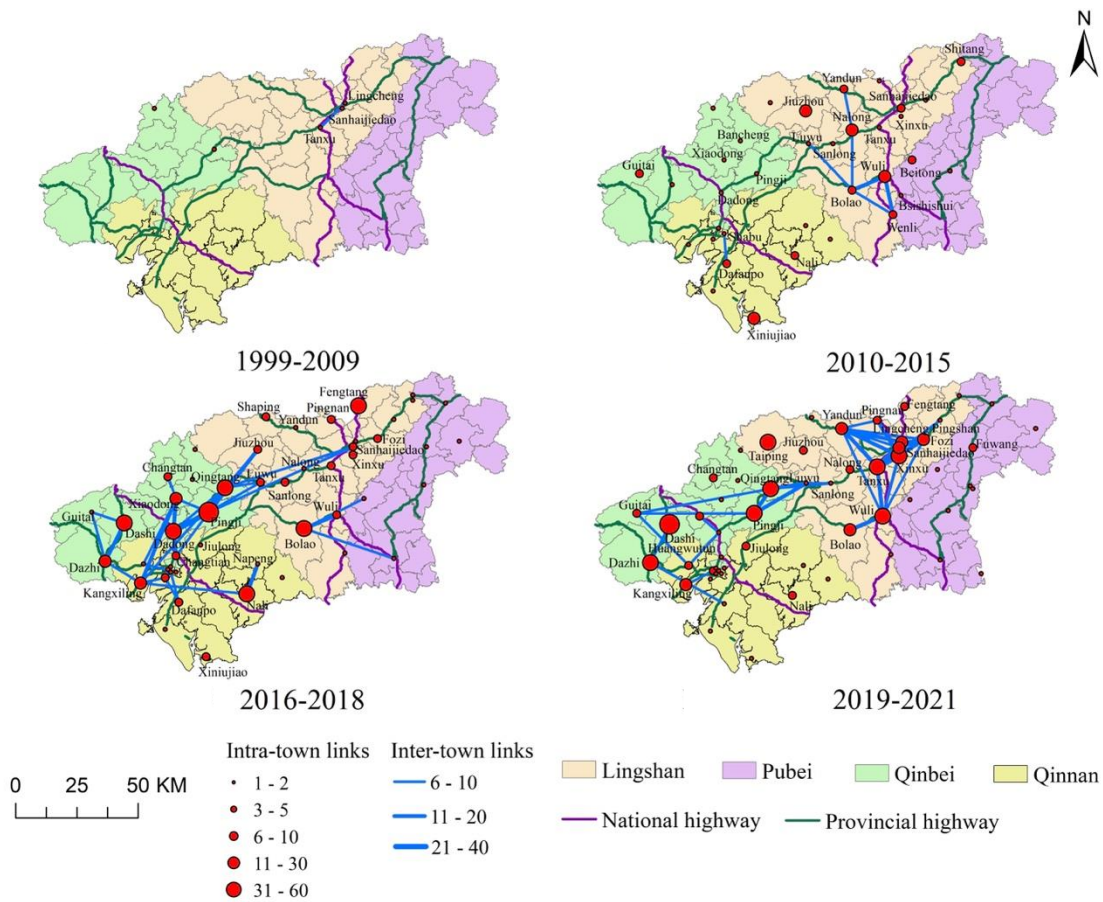 N
Lingcheng
Sanhaijiedao
Tanxu
1999-2009
Shitang
Yandun
Jiuzhou
Sanhaijiedao
Nalong
Xinxu
Bancheng
Luwu
Tanxu
Sanlong
Xiaodong
Wuli
Guitai
Beitong
Pingji
Dadong
Bolao
Baishishui
Wenli
Shabu
Nali
Dafanpo
Xiniujiao
2010-2015
Fengtang
Shaping
Pingnan
Yandun
Fozi
Jiuzhou
Sanhaijiedao
Changtan
Xinxu
Qingtang
Luwu
Nalong
Tanxu
Xiaodong
Sanlong
Guitai
Wuli
Dashi
Pingji
Bolao
Dadong
Jiulong
Dazhi
Changtian
Napeng
Kangxiling
Nali
Dafanpo
Xiniujiao
2016-2018
Yandun
Pingnan
Fengtang
Lingcheng
Pingshan
Jiuzhou
Fozi
Fuwang
Taiping
Sanhaijiedao
Nalong
Xinxu
Changtan
Tanxu
Qingtang
Luwu
Sanlong
Guitai
Wuli
Pingji
Dashi
Bolao
Huangwutun
Jiulong
Dazhi
Kangxiling
Nali
2019-2021
Intra-town links
1 - 2
3 - 5
6 - 10
11 - 30
31 - 60
Inter-town links
6 - 10
11 - 20
21 - 40
0 25 50 KM
Lingshan Pubei Qinbei Qinnan
National highway Provincial highway